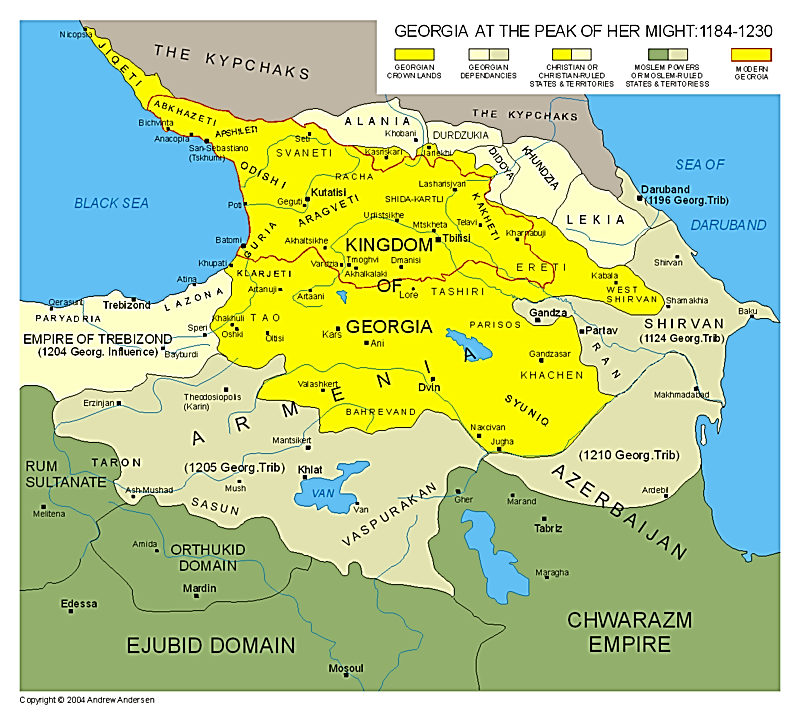 GEORGIA AT THE PEAK OF HER MIGHT:1184-1230
GEORGIAN
CROWN LANDS
GEORGIAN
DEPENDANCIES
CHRISTIAN OR
CHRISTIAN-RULED
STATES & TERRITORIES
MOSLEM POWERS
OR MOSLEM-RULED
STATES & TERRITORESS
MODERN
GEORGIA
Nicopsia
JIQETI
THE KYPCHAKS
ABKHAZETI
Bichvinta
Anacopia
APSHILETI
San-Sebastiano
(Tskhumi)
ALANIA
Khobani
DURDZUKIA
THE KYPCHAKS
Seti
SVANETI
Kasriskari
Jariekhi
DIDOYA
KHUNDZIA
SEA OF
DARUBAND
Daruband
(1196 Georg.Trib)
LEKIA
BLACK SEA
ODISHI
RACHA
Kutatisi
Geguti
ARAGVETI
Lasharisjvari
SHIDA-KARTLI
KAKHETI
Poti
GURIA
Udistsikhe
Mtskheta
Telavi
Kharnabuji
Batomi
Akhaltsikhe
KINGDOM
Tbilisi
Khupati
Vardzia
Tmoghvi
Akhalkalaki
Dmanisi
ERETI
Shirvan
KLARJETI
Kabala
WEST
SHIRVAN
Atina
LAZONA
Artanuji
Artaani
OF
Lore
TASHIRI
Shamakhia
Qerasunt
Trebizond
PARYADRIA
Khakhuli
TAO
Gandza
Baku
EMPIRE OF TREBIZOND
(1204 Georg. Influence)
Speri
Oshki
Oltisi
Kars
GEORGIA
PARISOS
Partav
SHIRVAN
(1124 Georg.Trib)
Bayburdi
Ani
RAN
Gandzasar
KHACHEN
ARMENIA
Valashkert
Dvin
Makhmadabad
Erzinjan
Theodosiopolis
(Karin)
BAHREVAND
SYUNIQ
Naxcivan
Mantsikert
Jugha
RUM
SULTANATE
TARON
(1205 Georg.Trib)
Khlat
(1210 Georg.Trib)
AZERBAIJAN
Ash-Mushad
Mush
VAN
Van
VASPURAKAN
Gher
Marand
Ardebil
Melitena
SASUN
Tabriz
Amida
ORTHUKID
DOMAIN
Mardin
Maragha
Edessa
EJUBID DOMAIN
CHWARAZM
EMPIRE
Mosoul
Copyright © 2004 Andrew Andersen